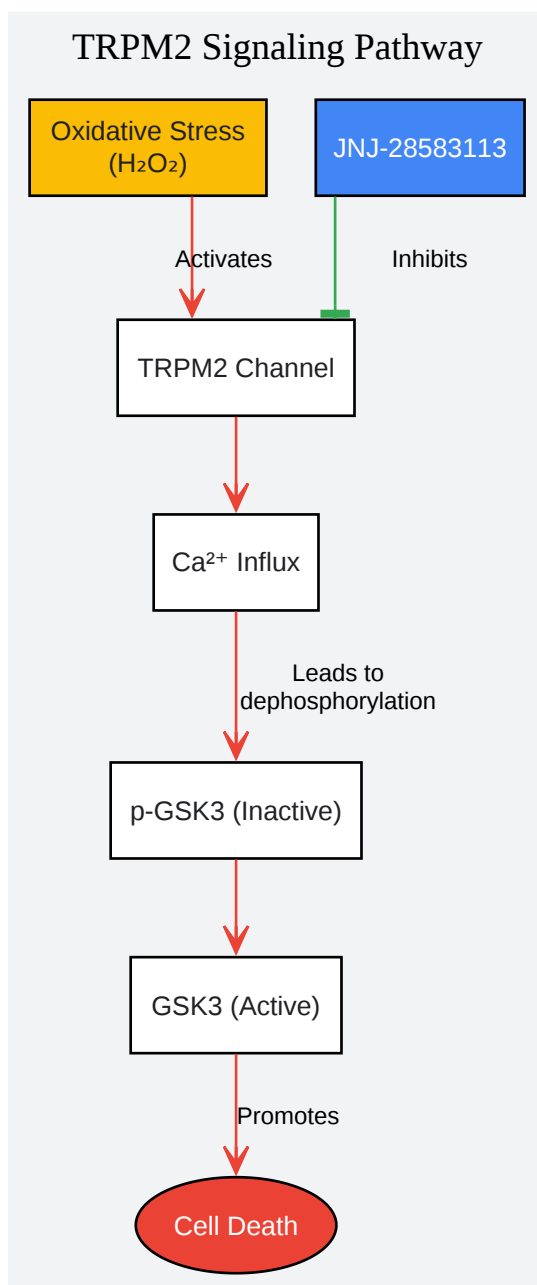 TRPM2 Signaling Pathway
Oxidative Stress
(H₂O₂)
JNJ-28583113
Activates
Inhibits
TRPM2 Channel
Ca²⁺ Influx
Leads to
dephosphorylation
p-GSK3 (Inactive)
GSK3 (Active)
Promotes
Cell Death